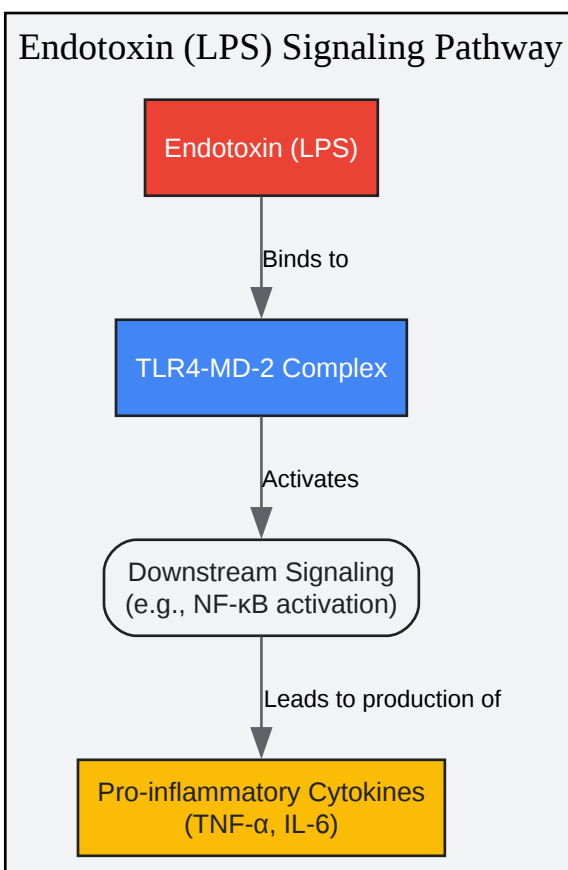 Endotoxin (LPS) Signaling Pathway
Endotoxin (LPS)
Binds to
TLR4-MD-2 Complex
Activates
Downstream Signaling
(e.g., NF-κB activation)
Leads to production of
Pro-inflammatory Cytokines
(TNF-α, IL-6)